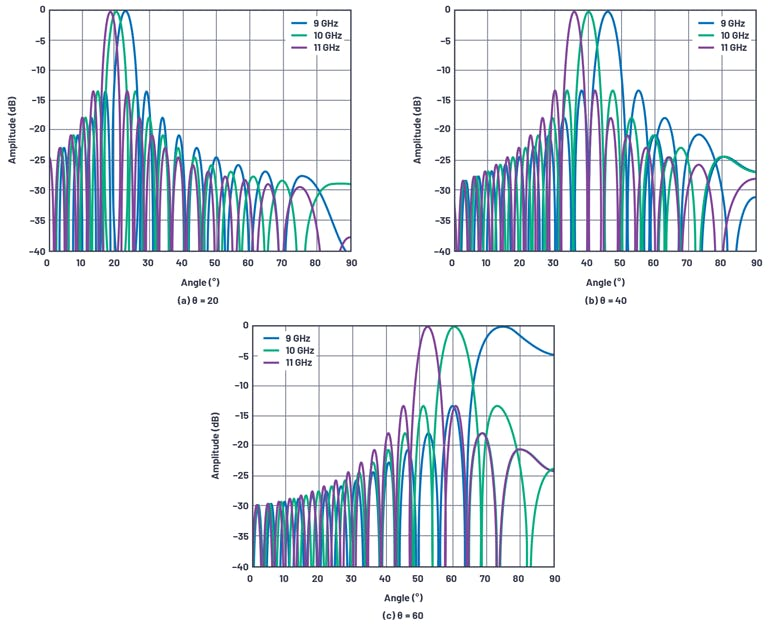 0
−5
−10
−15
−20
−25
−30
−35
−40
Amplitude (dB)
9 GHz
10 GHz
11 GHz
0 10 20 30 40 50 60 70 80 90
Angle (°)
(a) θ = 20
0
−5
−10
−15
−20
−25
−30
−35
−40
Amplitude (dB)
9 GHz
10 GHz
11 GHz
0 10 20 30 40 50 60 70 80 90
Angle (°)
(b) θ = 40
0
−5
−10
−15
−20
−25
−30
−35
−40
Amplitude (dB)
9 GHz
10 GHz
11 GHz
0 10 20 30 40 50 60 70 80 90
Angle (°)
(c) θ = 60